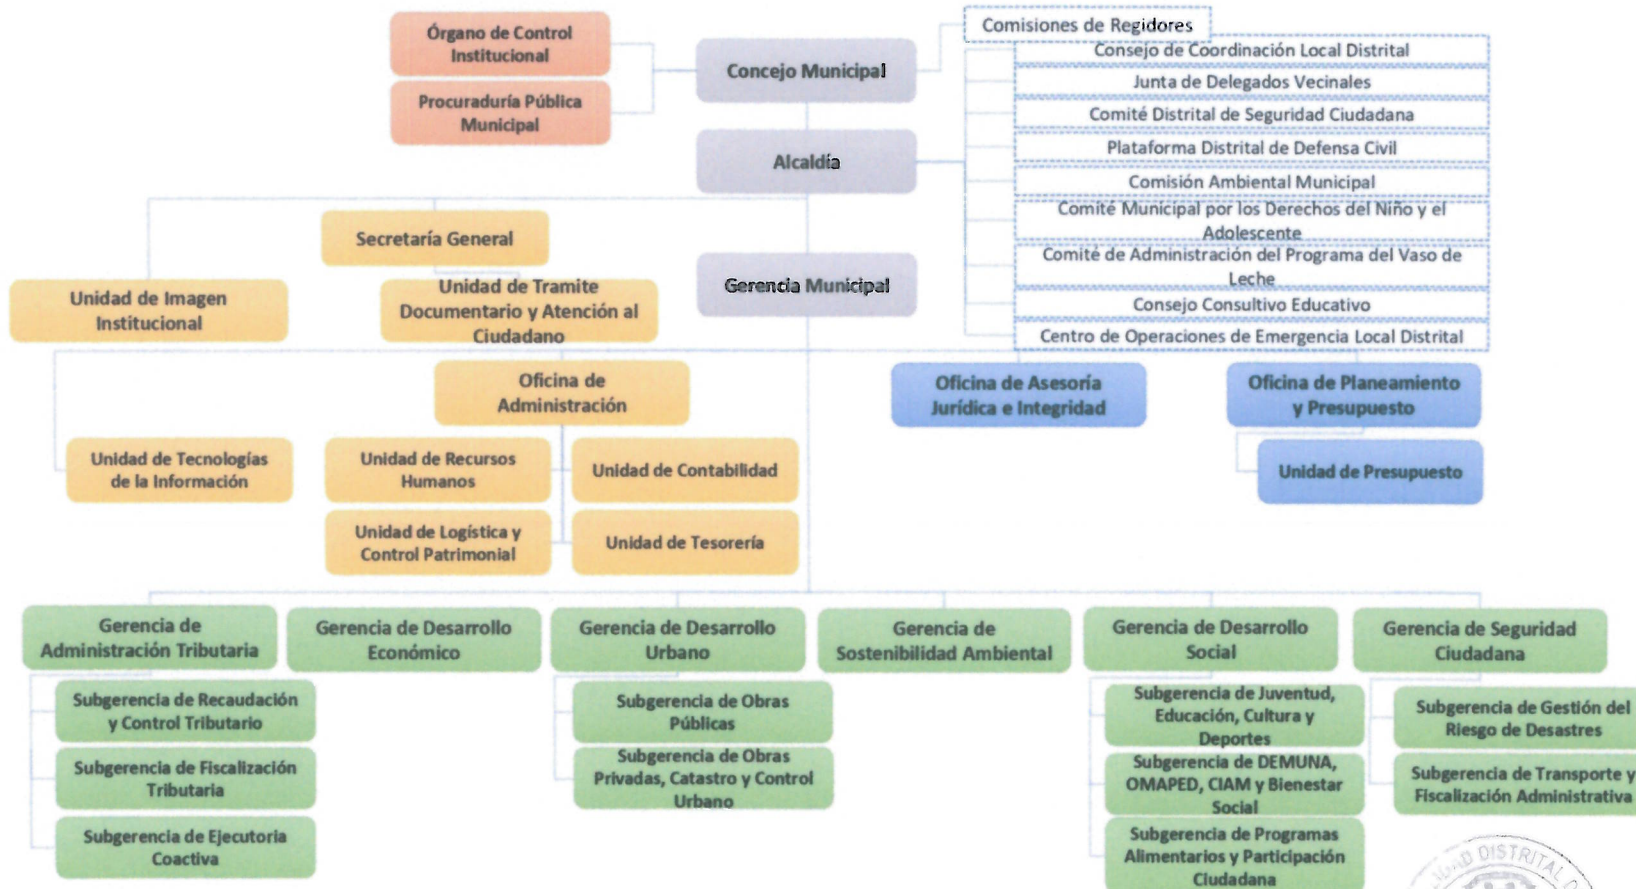 Órgano de Control
Institucional
Procuraduría Pública
Municipal
Concejo Municipal
Alcaldía
Gerencia Municipal
Comisiones de Regidores
Consejo de Coordinación Local Distrital
Junta de Delegados Vecinales
Comité Distrital de Seguridad Ciudadana
Plataforma Distrital de Defensa Civil
Comisión Ambiental Municipal
Comité Municipal por los Derechos del Niño y el
Adolescente
Comité de Administración del Programa del Vaso de
Leche
Consejo Consultivo Educativo
Centro de Operaciones de Emergencia Local Distrital
Secretaría General
Unidad de Imagen
Institucional
Unidad de Tramite
Documentario y Atención al
Ciudadano
Oficina de
Administración
Oficina de Asesoría
Jurídica e Integridad
Oficina de Planeamiento
y Presupuesto
Unidad de Tecnologías
de la Información
Unidad de Recursos
Humanos
Unidad de Contabilidad
Unidad de Presupuesto
Unidad de Logística y
Control Patrimonial
Unidad de Tesorería
Gerencia de
Administración Tributaria
Gerencia de Desarrollo
Económico
Gerencia de Desarrollo
Urbano
Gerencia de
Sostenibilidad Ambiental
Gerencia de Desarrollo
Social
Gerencia de Seguridad
Ciudadana
Subgerencia de Recaudación
y Control Tributario
Subgerencia de Fiscalización
Tributaria
Subgerencia de Ejecutoria
Coactiva
Subgerencia de Obras
Públicas
Subgerencia de Obras
Privadas, Catastro y Control
Urbano
Subgerencia de Juventud,
Educación, Cultura y
Deportes
Subgerencia de DEMUNA,
OMAPED, CIAM y Bienestar
Social
Subgerencia de Programas
Alimentarios y Participación
Ciudadana
Subgerencia de Gestión del
Riesgo de Desastres
Subgerencia de Transporte y
Fiscalización Administrativa
DISTRITAL